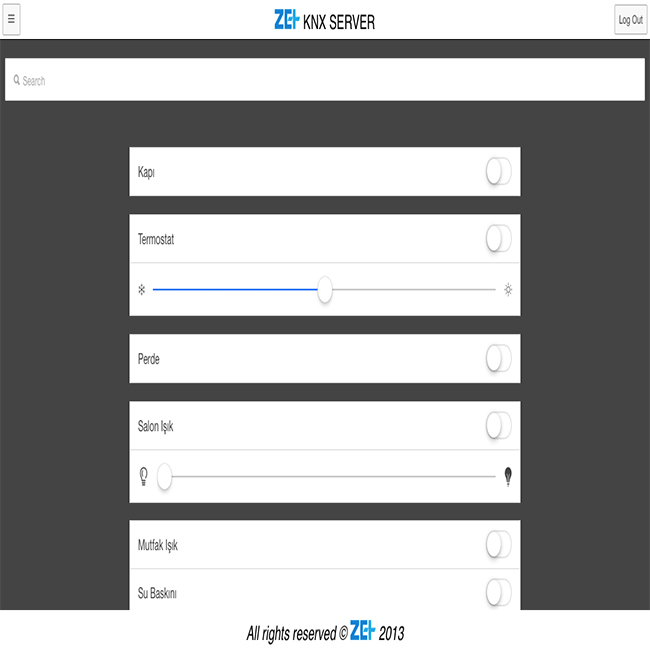 ZET KNX SERVER
Log Out
Search
Kapı
Termostat
Perde
Salon Işık
Mutfak Işık
Su Baskını
All rights reserved © ZET 2013